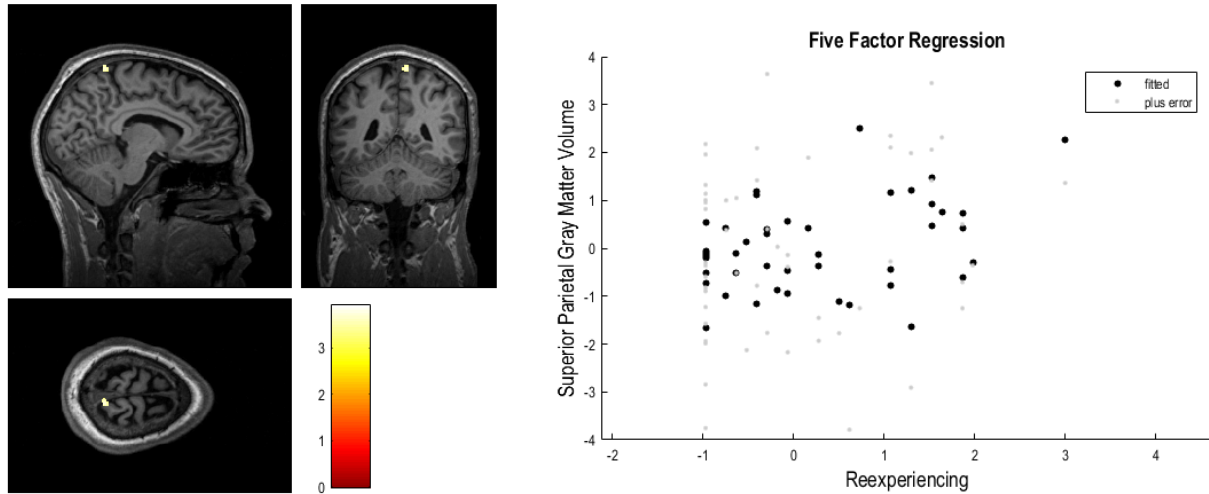 3
2
1
0
Five Factor Regression
4
3
2
1
0
-1
-2
-3
-4
Superior Parietal Gray Matter Volume
fitted
plus error
-2 -1 0 1 2 3 4
Reexperiencing